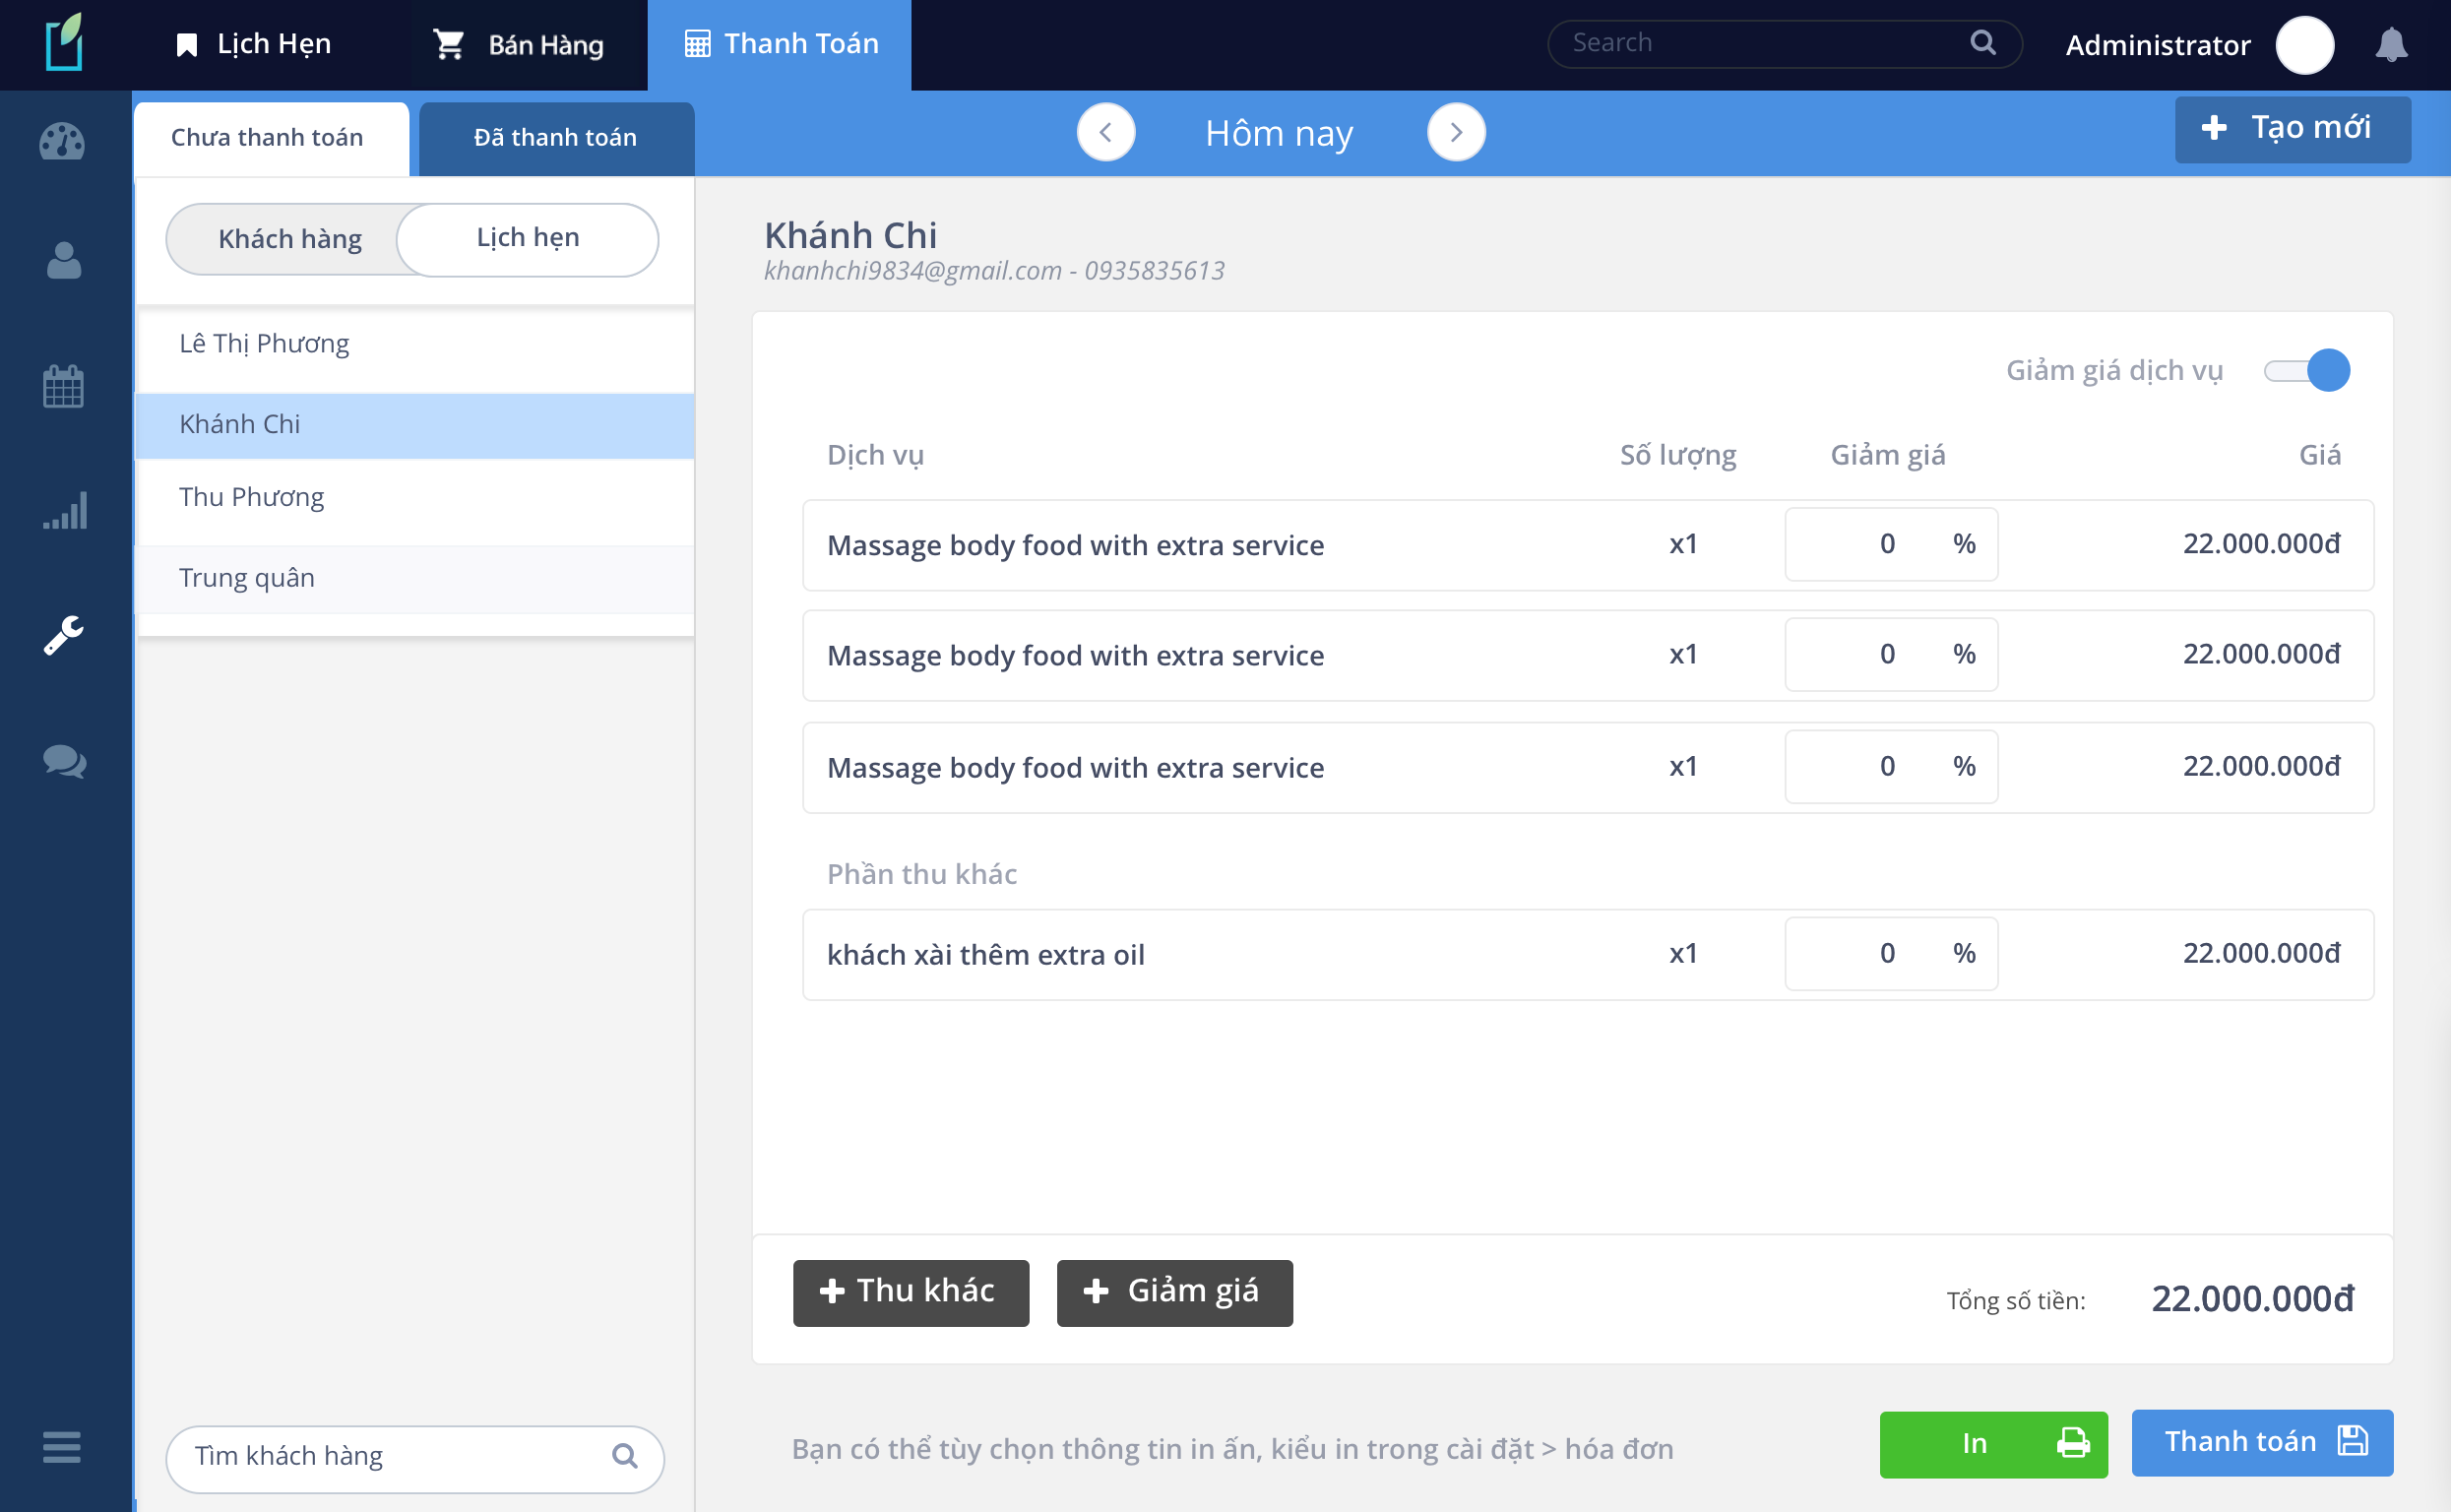 Lịch Hẹn
Bán Hàng
Thanh Toán
Search
Administrator
Chưa thanh toán
Đã thanh toán
Hôm nay
Tạo mới
Khách hàng
Lịch hẹn
Lê Thị Phương
Khánh Chi
Thu Phương
Trung quân
Tìm khách hàng
Khánh Chi
khanhchi9834@gmail.com - 0935835613
Giảm giá dịch vụ
Dịch vụ Số lượng Giảm giá Giá
Massage body food with extra service x1 0 % 22.000.000đ
Massage body food with extra service x1 0 % 22.000.000đ
Massage body food with extra service x1 0 % 22.000.000đ
Phần thu khác
khách xài thêm extra oil x1 0 % 22.000.000đ
Thu khác
Giảm giá
Tổng số tiền: 22.000.000đ
Bạn có thể tùy chọn thông tin in ấn, kiểu in trong cài đặt > hóa đơn
In
Thanh toán